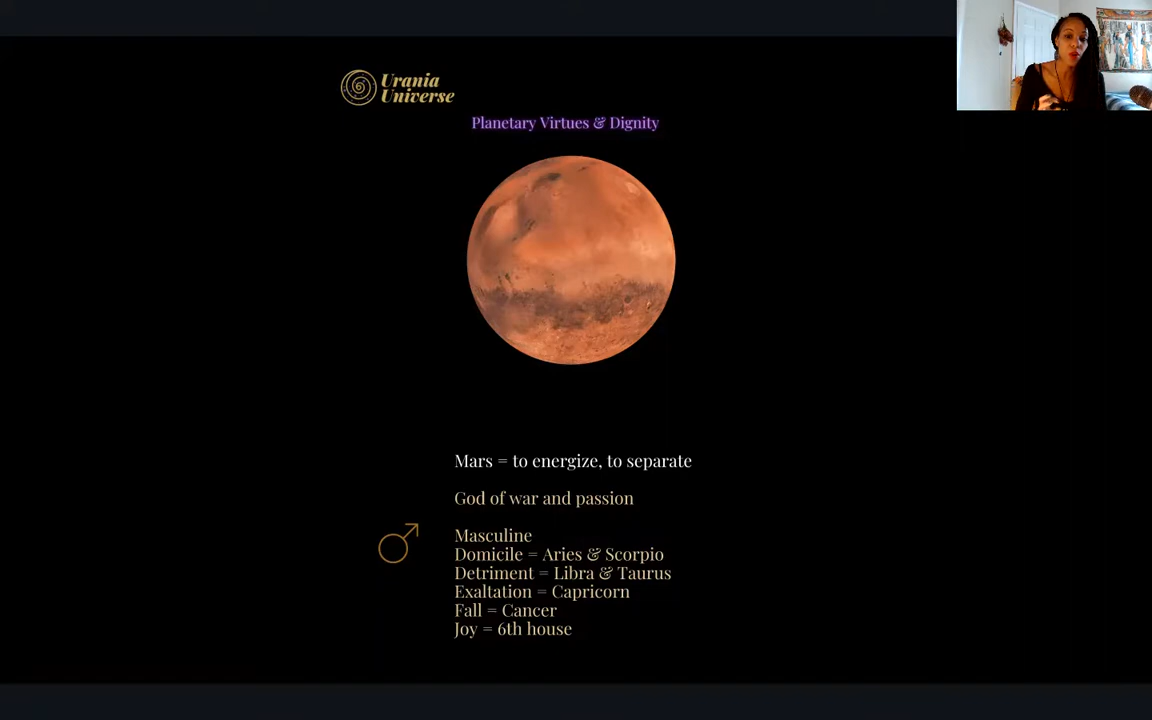 Urania
Universe
Planetary Virtues & Dignity
Mars = to energize, to separate
God of war and passion
Masculine
Domicile = Aries & Scorpio
Detriment = Libra & Taurus
Exaltation = Capricorn
Fall = Cancer
Joy = 6th house